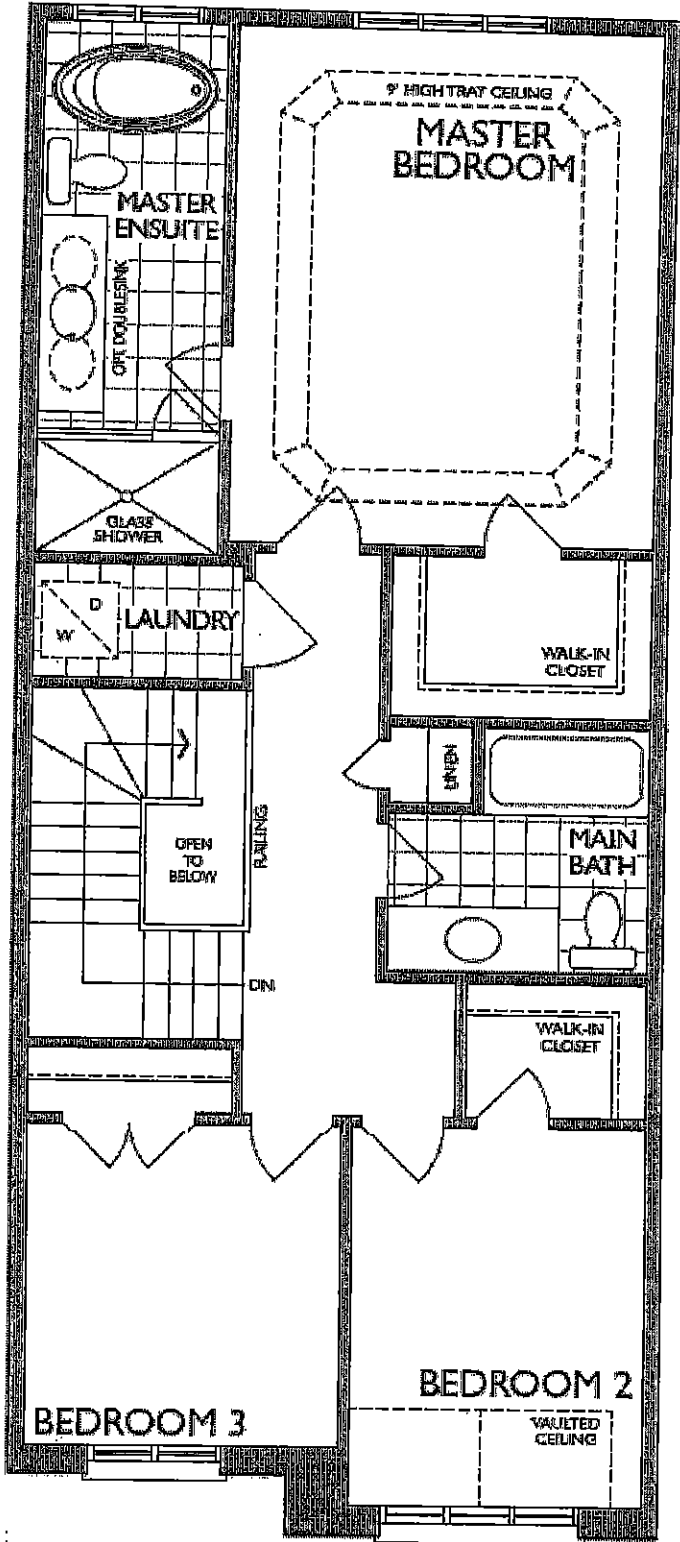 9' HIGH TRAY CEILING
MASTER
BEDROOM
MASTER
ENSUITE
OPT. DOUBLE SINK
GLASS
SHOWER
D
W
LAUNDRY
WALK-IN
CLOSET
LINEN
OPEN
TO
BELOW
RAILING
MAIN
BATH
DN
WALK-IN
CLOSET
BEDROOM 2
VAULTED
CEILING
BEDROOM 3